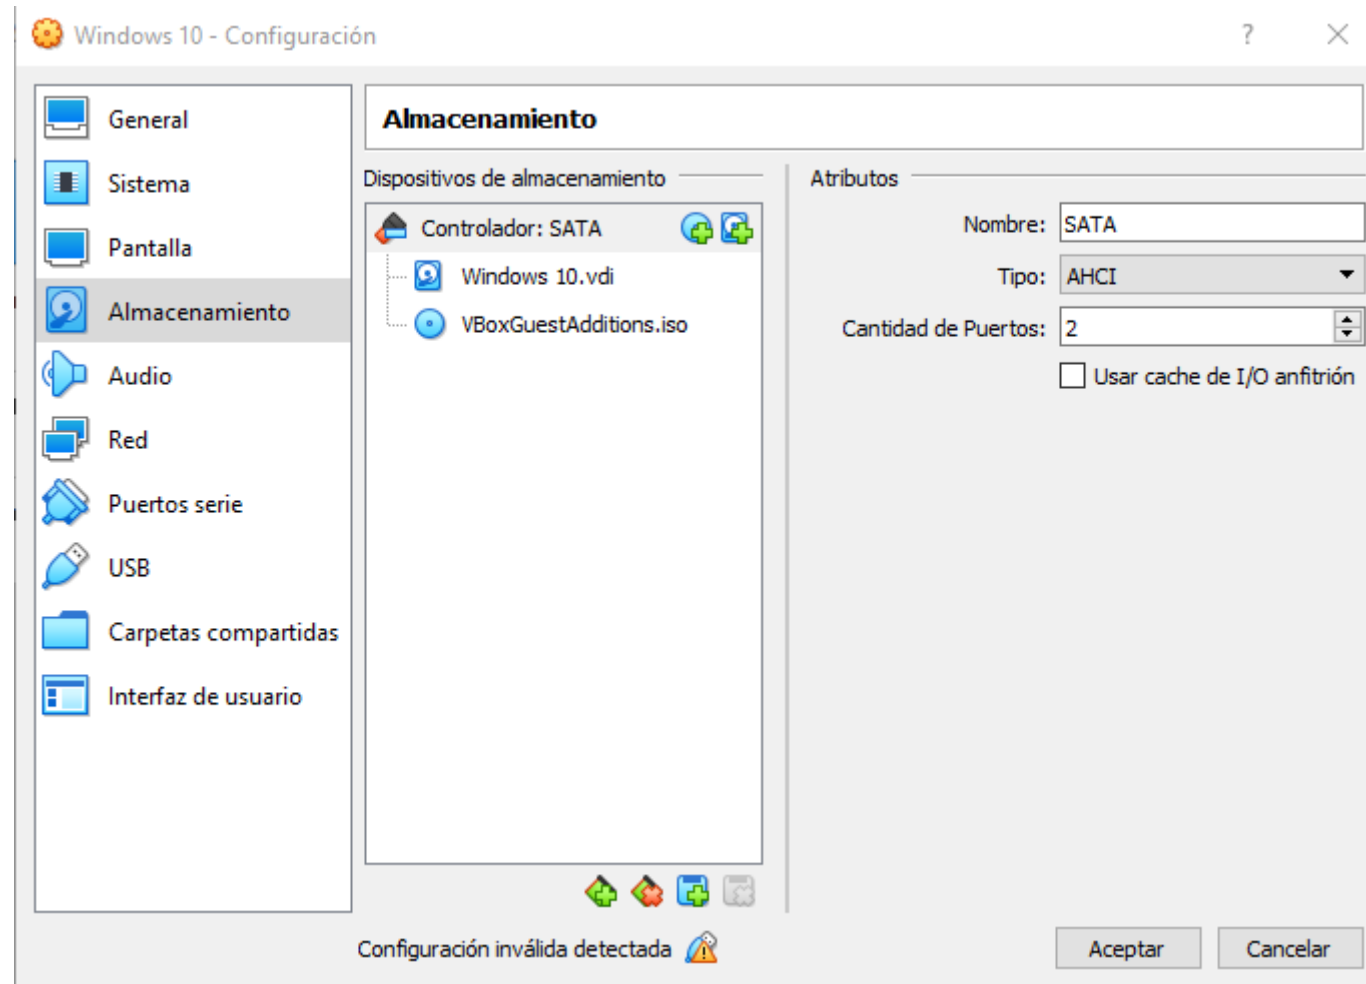 Windows 10 - Configuración
?
General
Sistema
Pantalla
Almacenamiento
Audio
Red
Puertos serie
USB
Carpetas compartidas
Interfaz de usuario
Almacenamiento
Dispositivos de almacenamiento
Controlador: SATA
Windows 10.vdi
VBoxGuestAdditions.iso
Atributos
Nombre: SATA
Tipo: AHCI
Cantidad de Puertos: 2
Usar cache de I/O anfitrión
Configuración inválida detectada
Aceptar
Cancelar